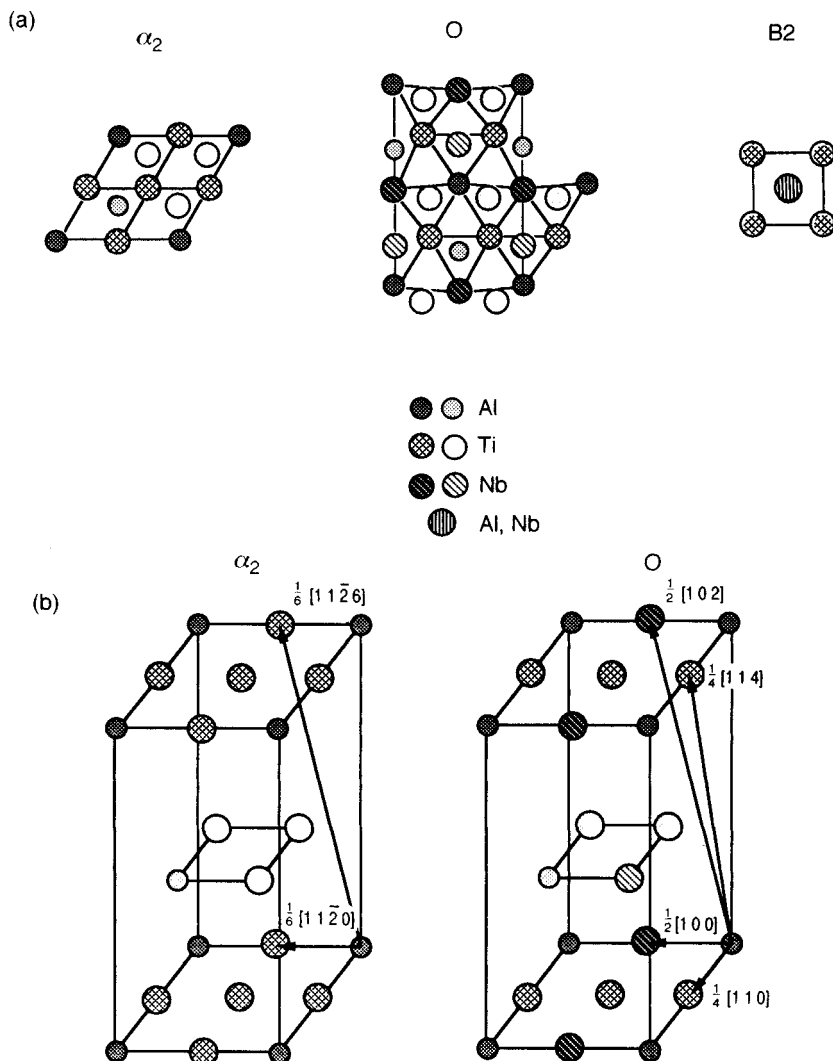 (a)
α₂ O B2
Al
Ti
Nb
Al, Nb
α₂ O
(b)
1/6 [1 1 2̄ 6]
1/2 [1 0 2]
1/4 [1 1 4]
1/6 [1 1 2̄ 0]
1/2 [1 0 0]
1/4 [1 1 0]